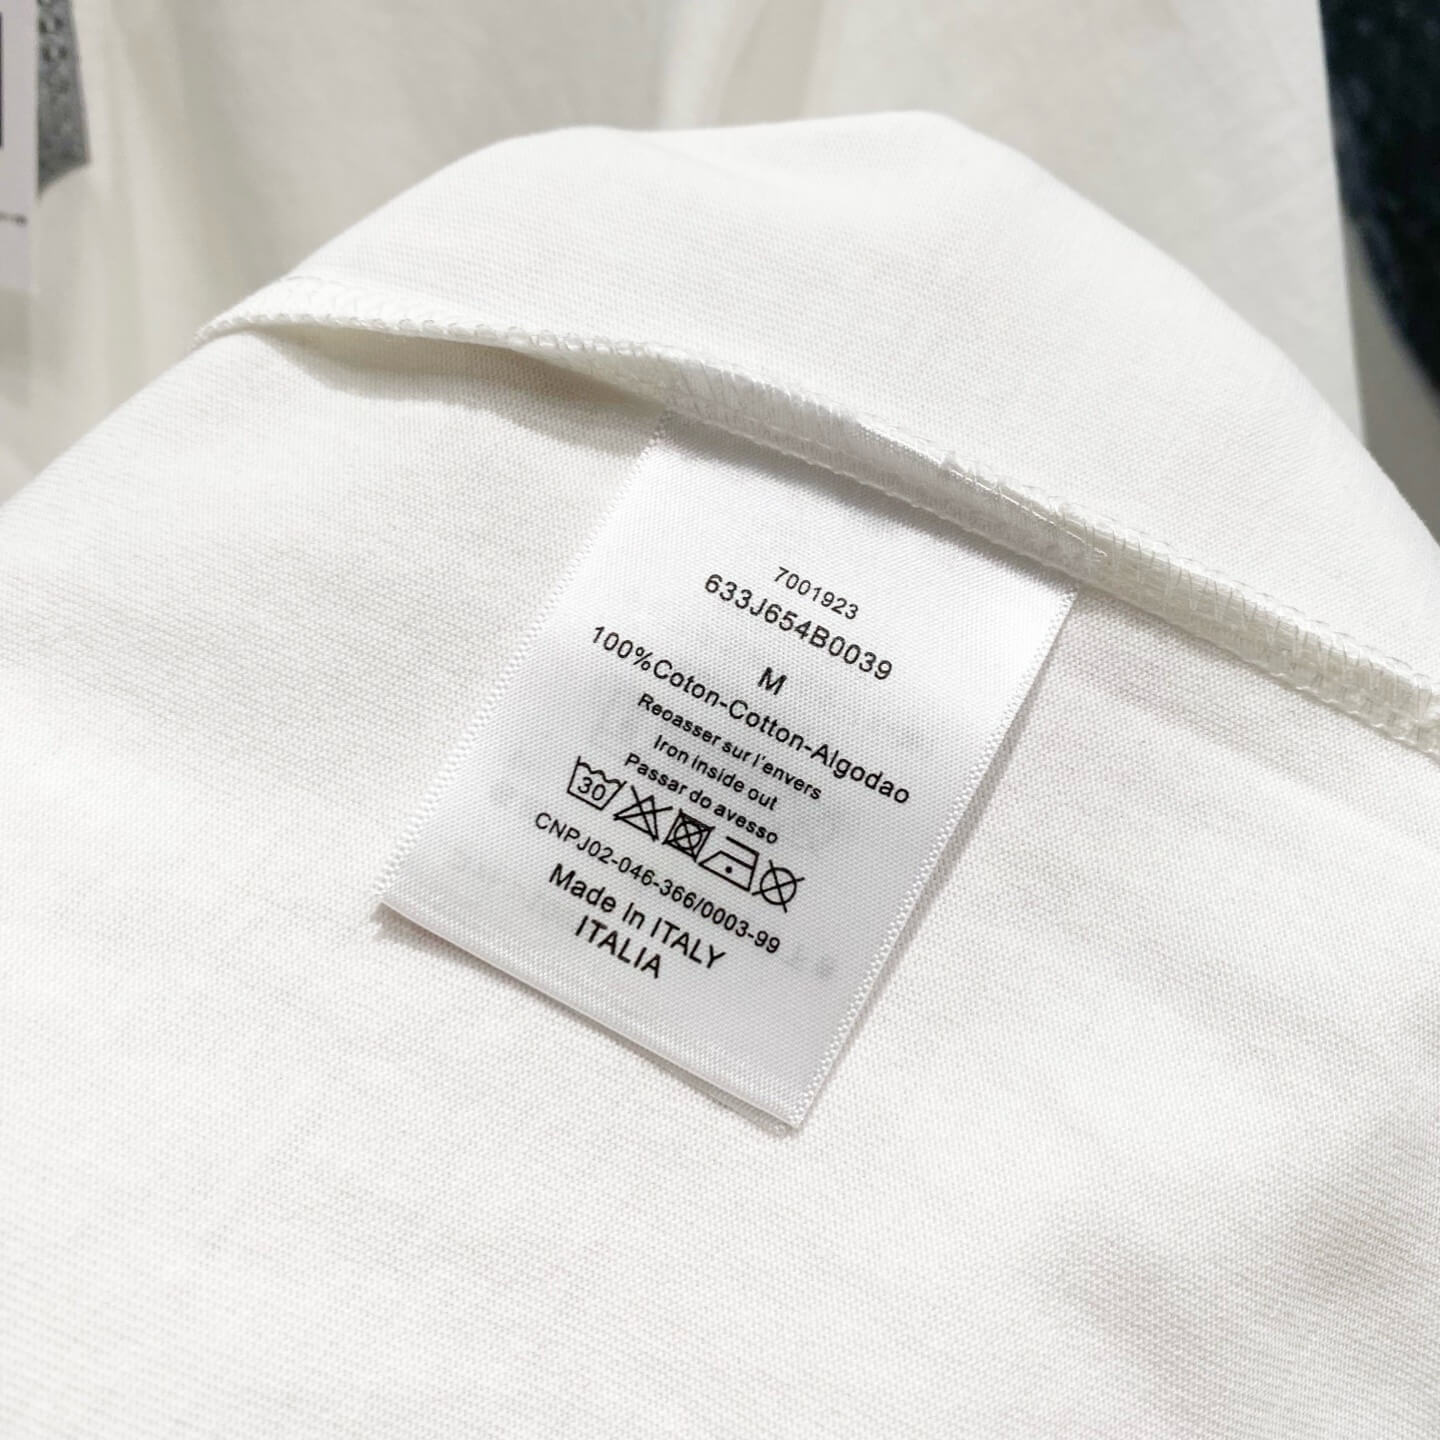 7001923
633J654B0039
M
100%Coton-Cotton-Algodao
Reoasser sur l'envers
Iron inside out
Passar do avesso
30
CNPJ02-046-366/0003-99
Made In ITALY
ITALIA